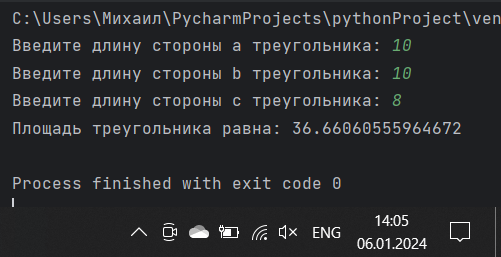 C:\Users\Михаил\PycharmProjects\pythonProject\ven
Введите длину стороны a треугольника: 10
Введите длину стороны b треугольника: 10
Введите длину стороны c треугольника: 8
Площадь треугольника равна: 36.66060555964672
Process finished with exit code 0
ENG
14:05
06.01.2024